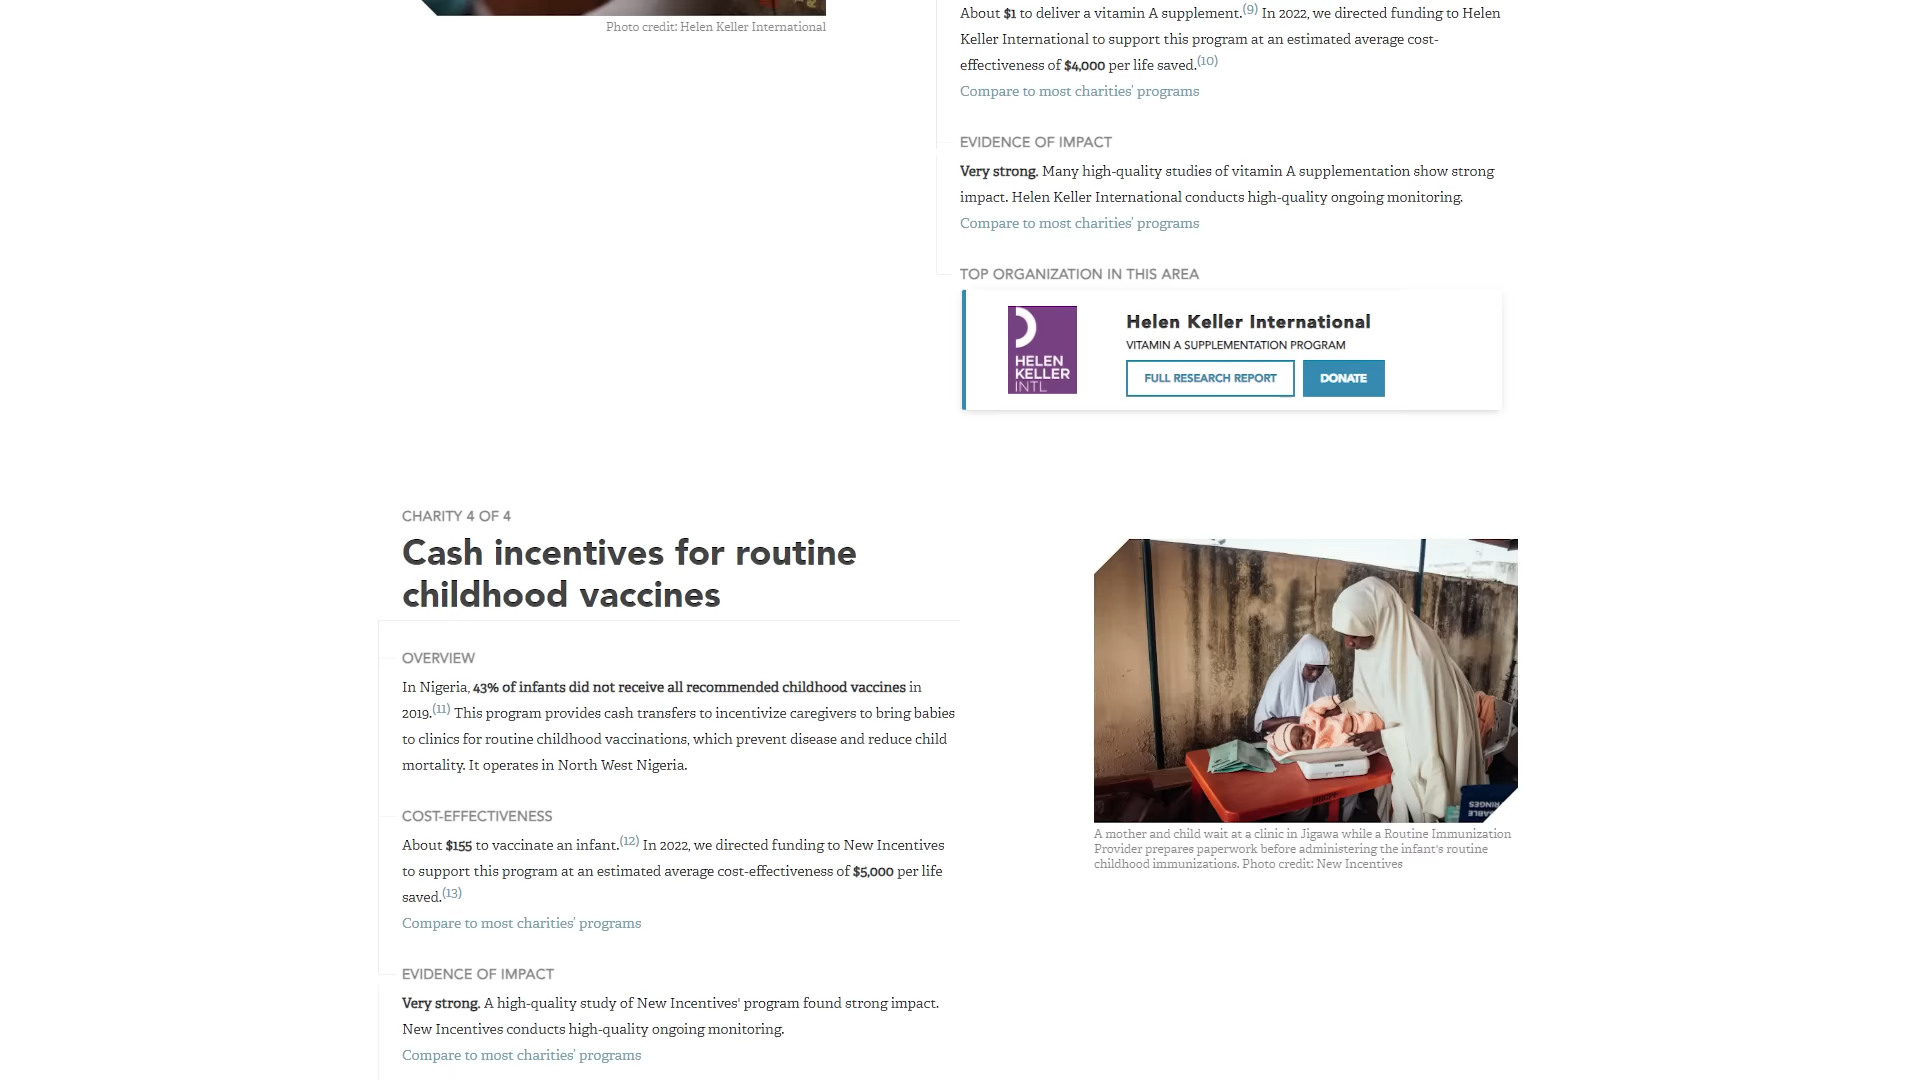 Photo credit: Helen Keller International
About $1 to deliver a vitamin A supplement.(9) In 2022, we directed funding to Helen
Keller International to support this program at an estimated average cost-
effectiveness of $4,000 per life saved.(10)
Compare to most charities' programs
EVIDENCE OF IMPACT
Very strong. Many high-quality studies of vitamin A supplementation show strong
impact. Helen Keller International conducts high-quality ongoing monitoring.
Compare to most charities' programs
TOP ORGANIZATION IN THIS AREA
HELEN
KELLER
INTL
Helen Keller International
VITAMIN A SUPPLEMENTATION PROGRAM
FULL RESEARCH REPORT
DONATE
CHARITY 4 OF 4
Cash incentives for routine
childhood vaccines
OVERVIEW
In Nigeria, 43% of infants did not receive all recommended childhood vaccines in
2019.(11) This program provides cash transfers to incentivize caregivers to bring babies
to clinics for routine childhood vaccinations, which prevent disease and reduce child
mortality. It operates in North West Nigeria.
COST-EFFECTIVENESS
About $155 to vaccinate an infant.(12) In 2022, we directed funding to New Incentives
to support this program at an estimated average cost-effectiveness of $5,000 per life
saved.(13)
Compare to most charities' programs
EVIDENCE OF IMPACT
Very strong. A high-quality study of New Incentives' program found strong impact.
New Incentives conducts high-quality ongoing monitoring.
Compare to most charities' programs
A mother and child wait at a clinic in Jigawa while a Routine Immunization
Provider prepares paperwork before administering the infant's routine
childhood immunizations. Photo credit: New Incentives